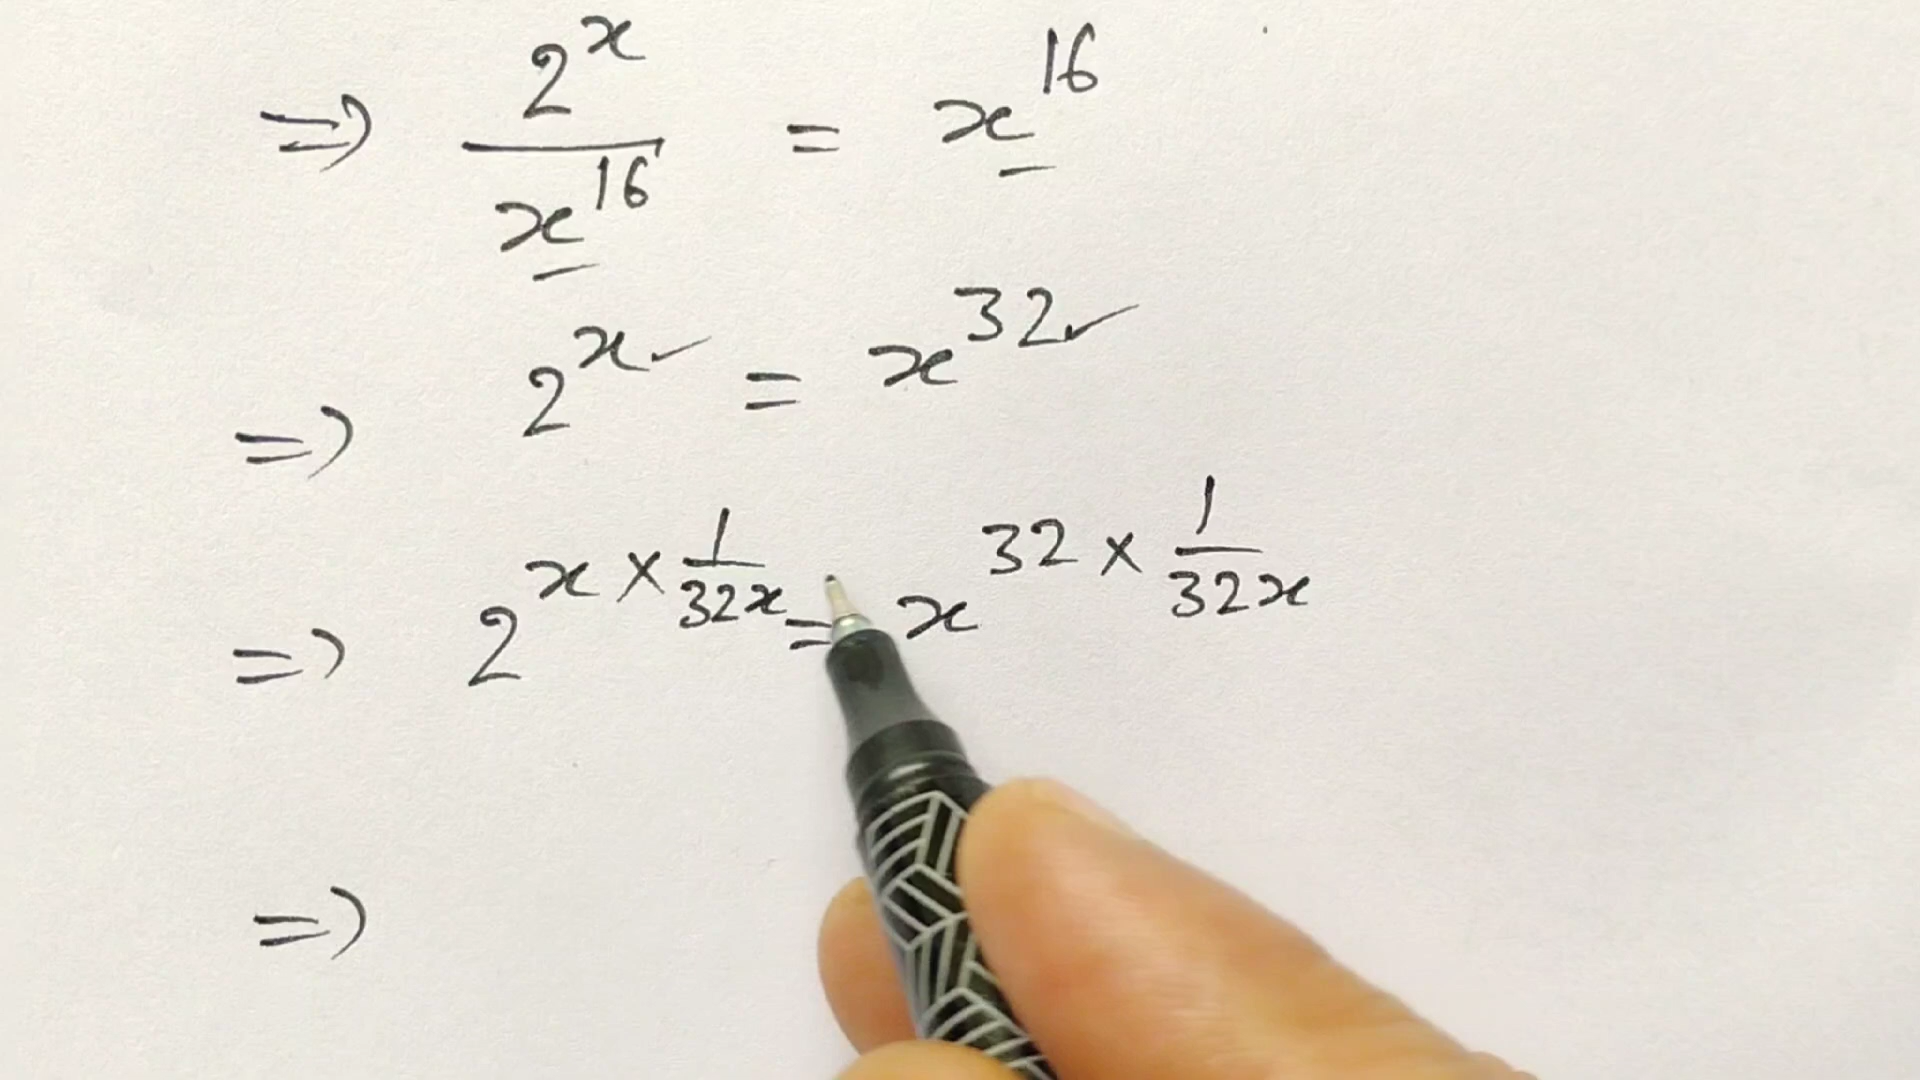 ⇒ 2^x / x^16 = x^16
⇒ 2^x ✓ = x^32 ✓
⇒ 2^(x × 1/32x) = x^(32 × 1/32x)
⇒